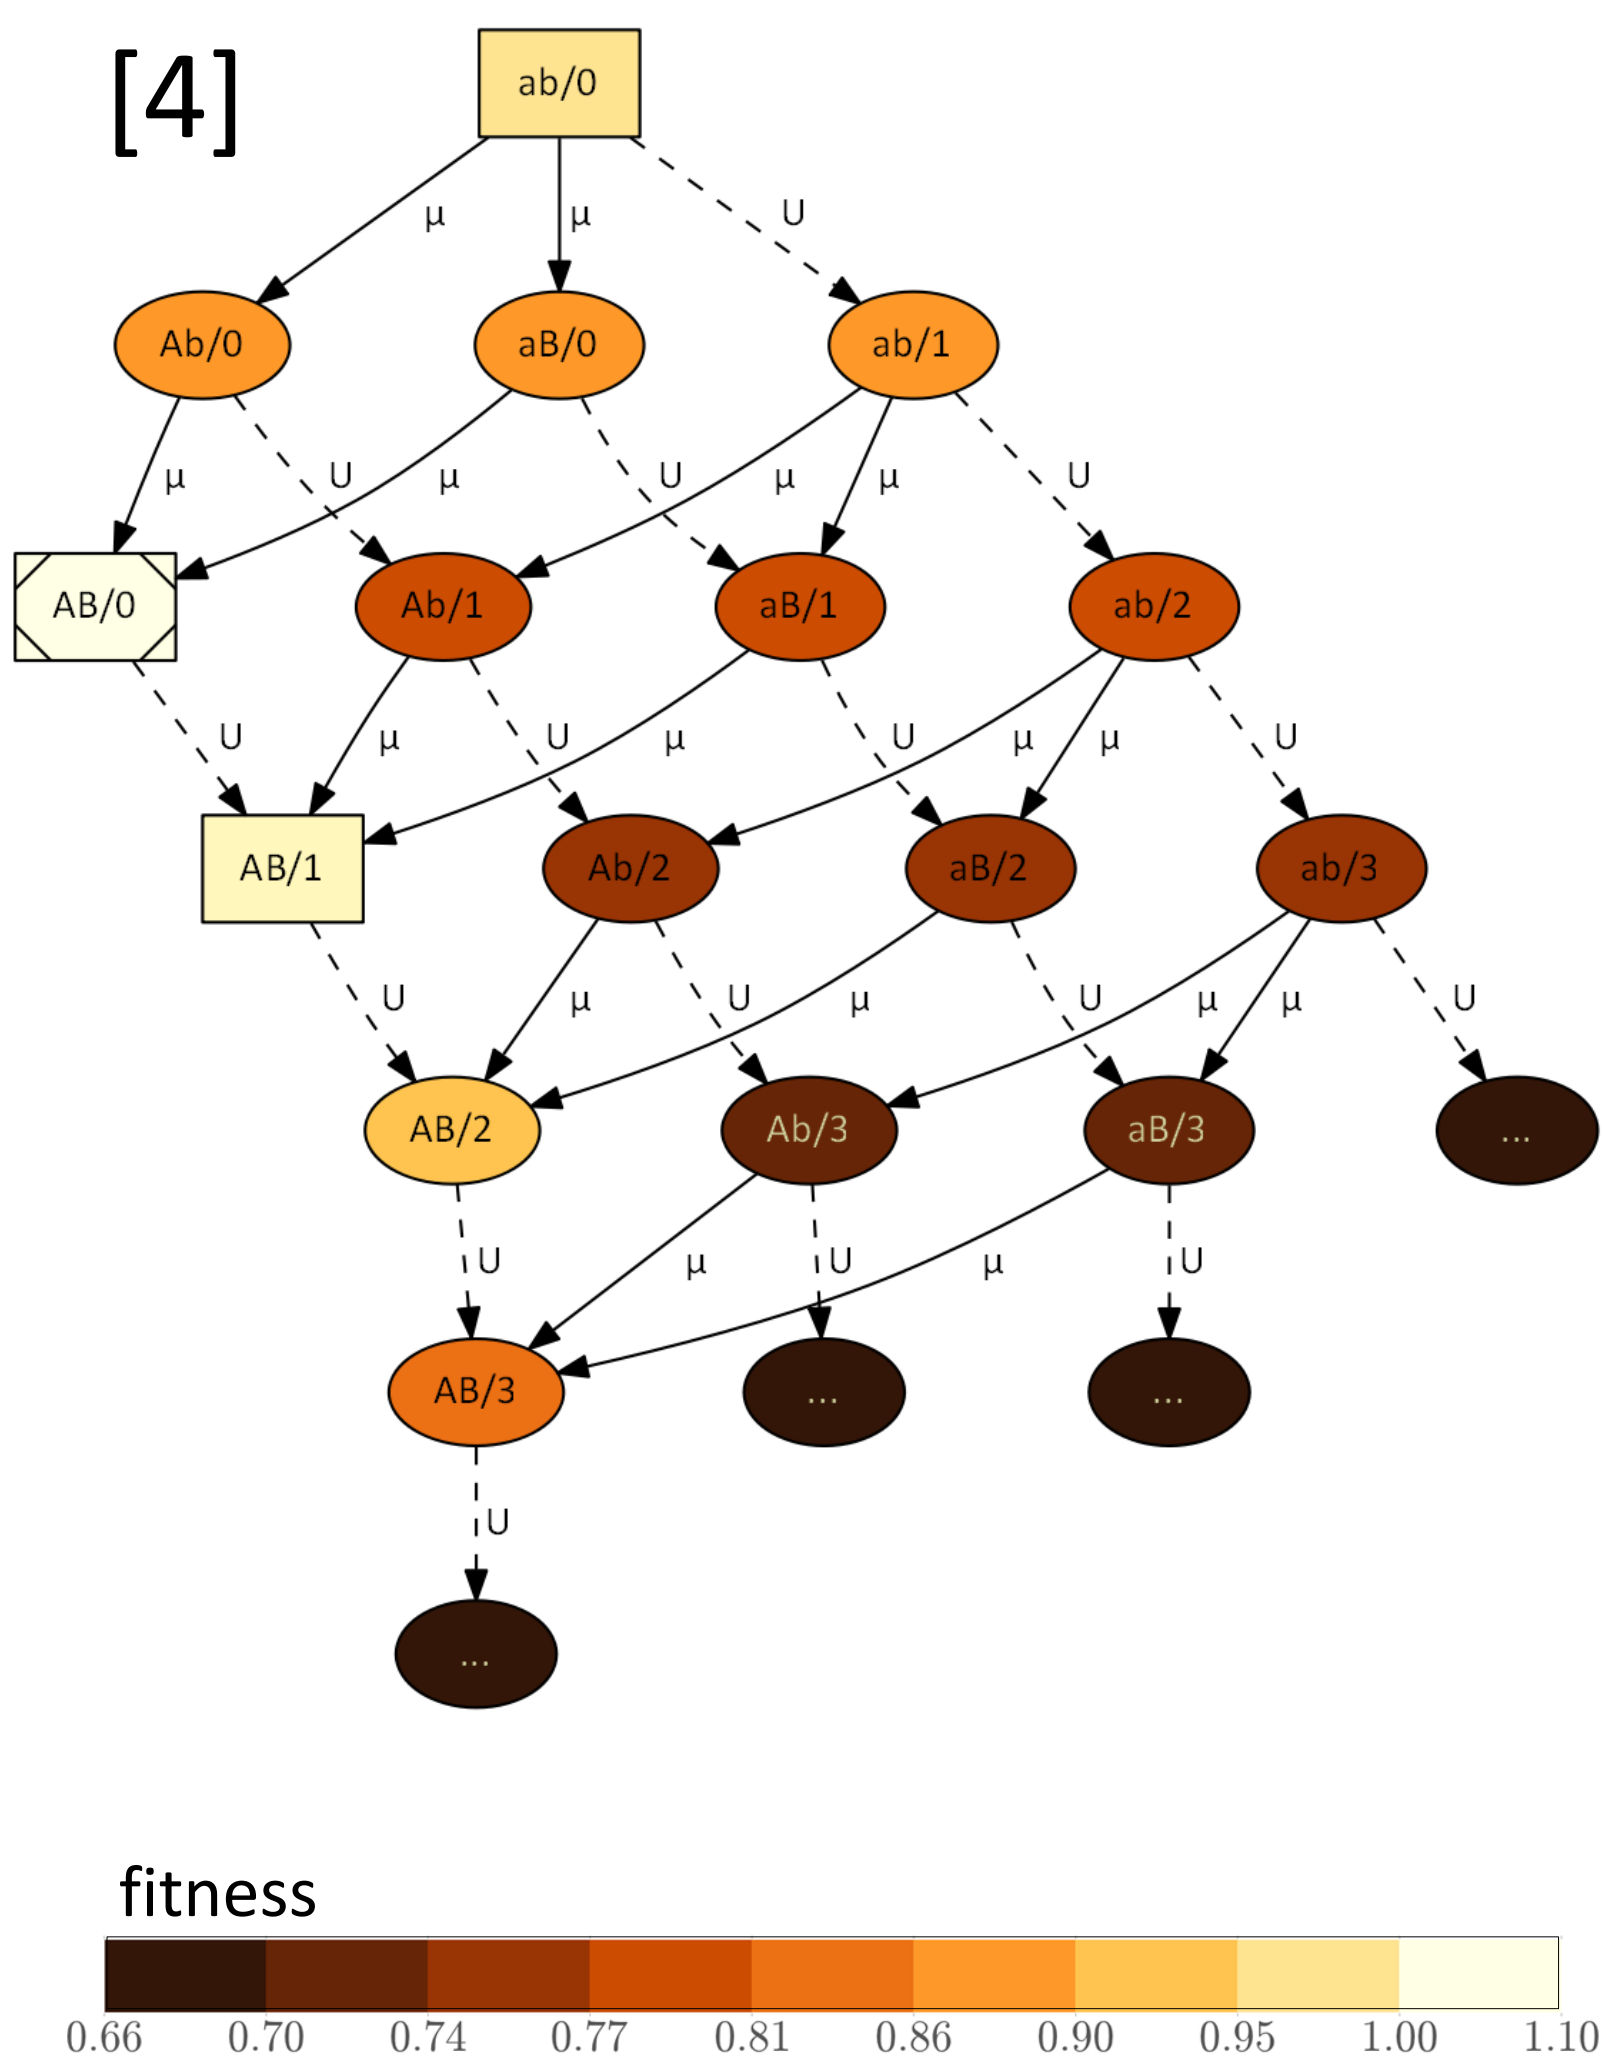 [4]
ab/0
μ μ U
Ab/0 aB/0 ab/1
μ U μ U μ μ U
AB/0 Ab/1 aB/1 ab/2
U μ U μ U μ μ U
AB/1 Ab/2 aB/2 ab/3
U μ U μ U μ μ U
AB/2 Ab/3 aB/3 ...
U μ U μ U
AB/3 ... ...
U
...
fitness
0.66 0.70 0.74 0.77 0.81 0.86 0.90 0.95 1.00 1.10